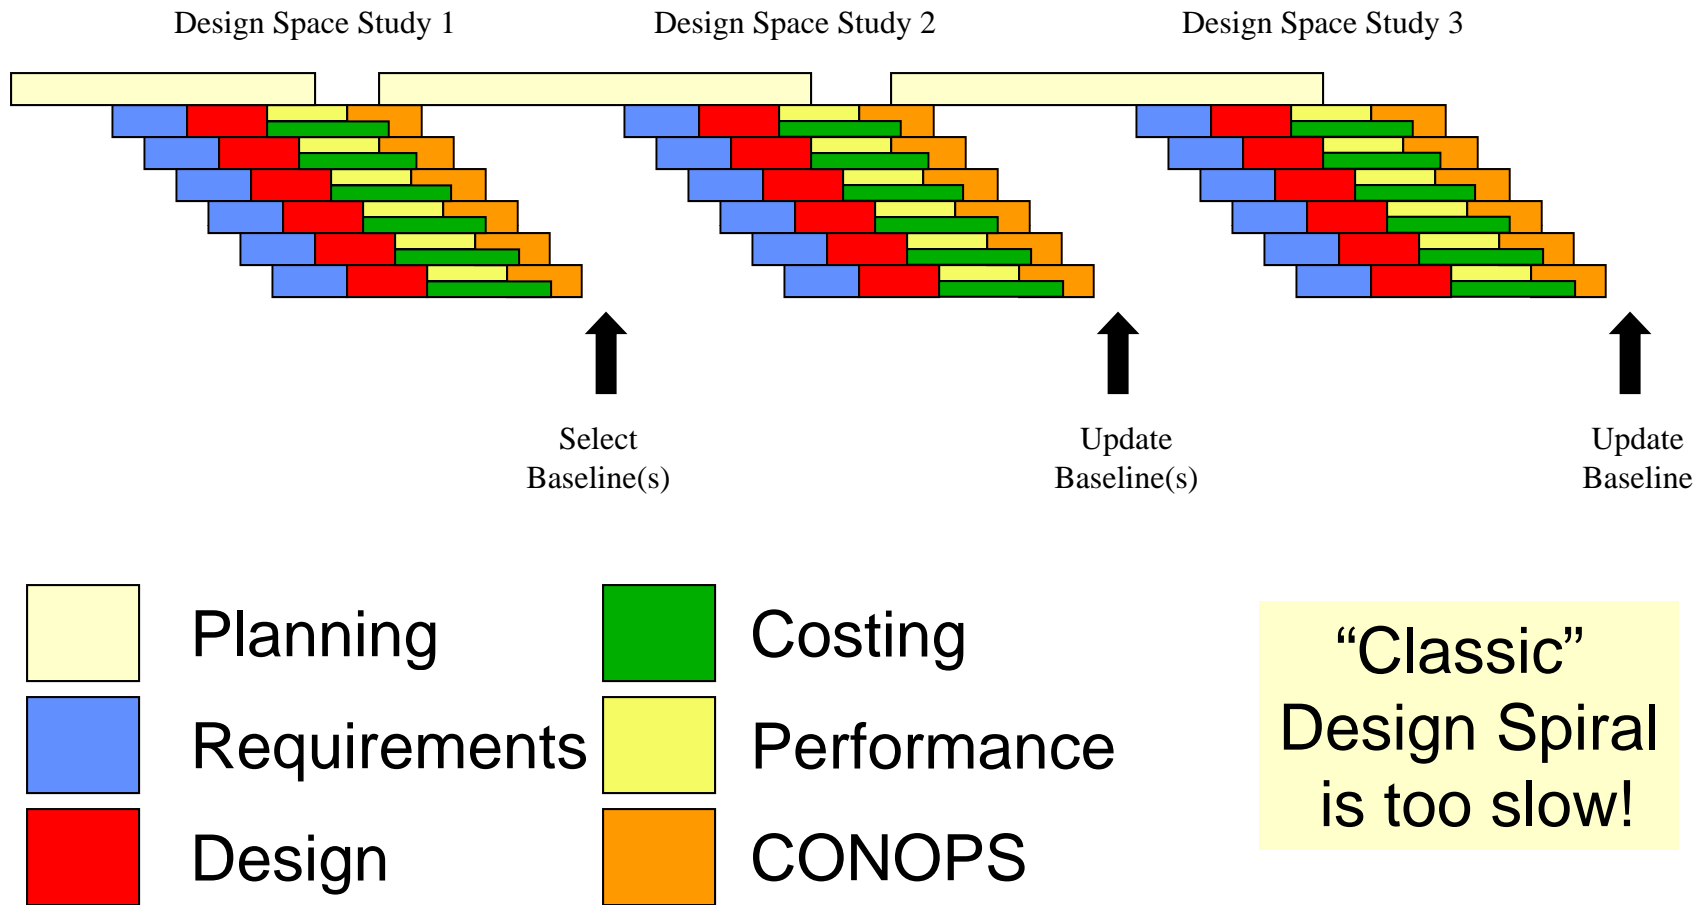 Design Space Study 1
Design Space Study 2
Design Space Study 3
Select
Baseline(s)
Update
Baseline(s)
Update
Baseline
Planning
Requirements
Design
Costing
Performance
CONOPS
“Classic”
Design Spiral
is too slow!